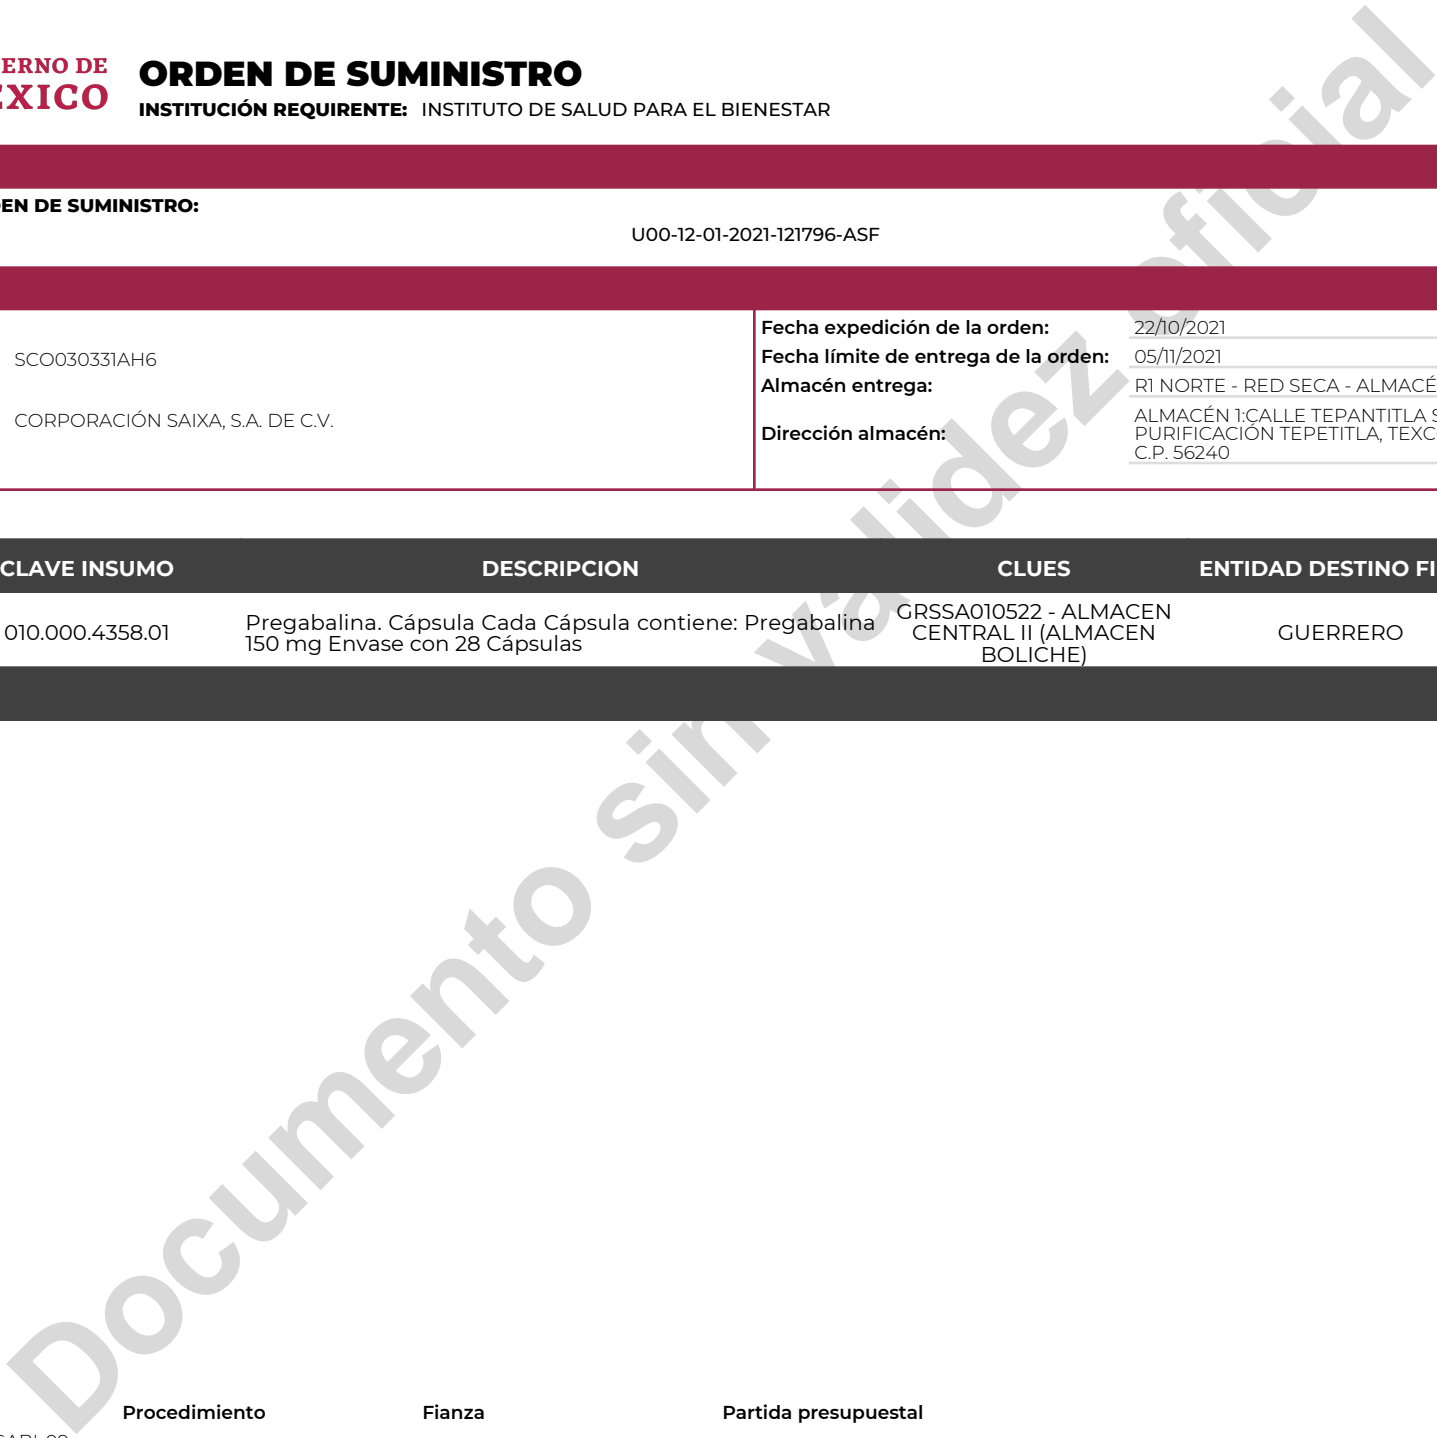 ERNO DE
ORDEN DE SUMINISTRO
INSTITUCIÓN REQUIRENTE: INSTITUTO DE SALUD PARA EL BIENESTAR
EN DE SUMINISTRO:
U00-12-01-2021-121796-ASF
SCO030331AH6
CORPORACIÓN SAIXA, S.A. DE C.V.
Fecha expedición de la orden: 22/10/2021
Fecha límite de entrega de la orden: 05/11/2021
Almacén entrega: R1 NORTE - RED SECA - ALMACÉ
Dirección almacén:
ALMACÉN 1:CALLE TEPANTITLA S
PURIFICACIÓN TEPETITLA, TEXC
C.P. 56240
CLAVE INSUMO DESCRIPCION CLUES ENTIDAD DESTINO FI
010.000.4358.01
Pregabalina. Cápsula Cada Cápsula contiene: Pregabalina
150 mg Envase con 28 Cápsulas
GRSSA010522 - ALMACEN
CENTRAL II (ALMACEN
BOLICHE)
GUERRERO
Documento sin validez oficial
Procedimiento Fianza Partida presupuestal